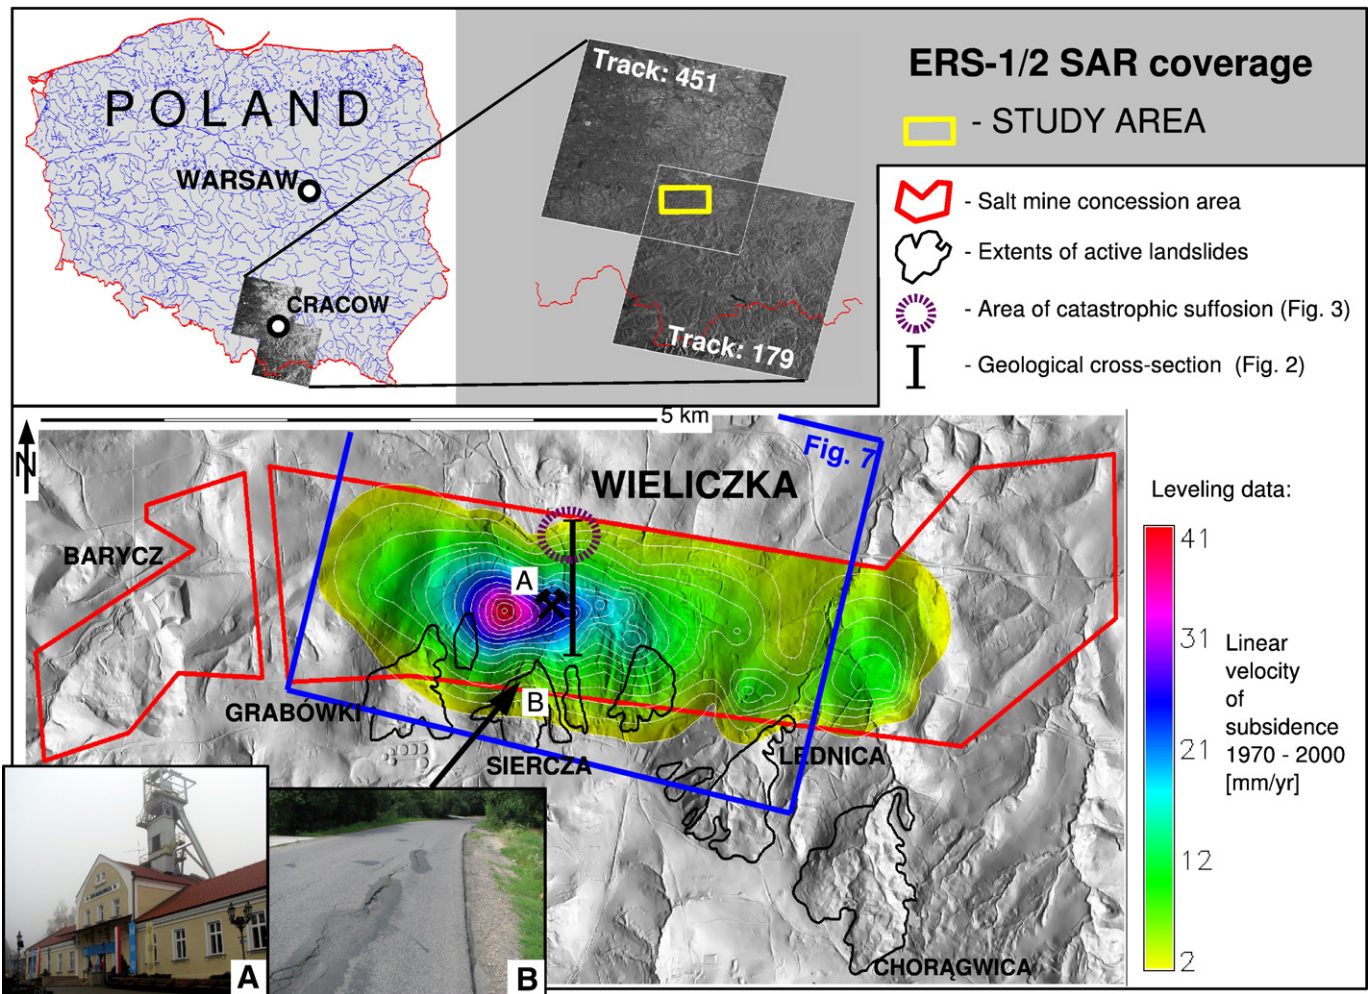 POLAND
WARSAW
CRACOW
Track: 451
Track: 179
ERS-1/2 SAR coverage
- STUDY AREA
- Salt mine concession area
- Extents of active landslides
- Area of catastrophic suffosion (Fig. 3)
- Geological cross-section (Fig. 2)
5 km
N
Fig. 7
WIELICZKA
BARYCZ
A
B
GRABÓWKI
SIERCZA
LEDNICA
CHORĄGWICA
A
B
Leveling data:
41
31
21
12
2
Linear
velocity
of
subsidence
1970 - 2000
[mm/yr]